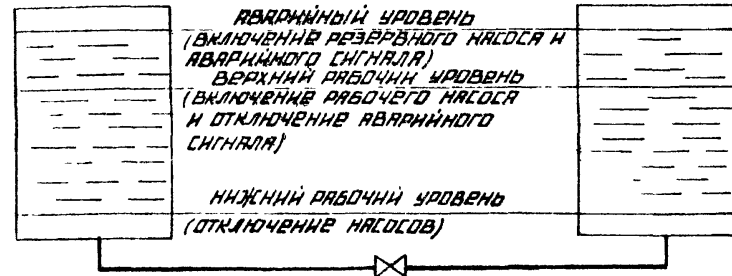 АВАРИЙНЫЙ УРОВЕНЬ
(ВКЛЮЧЕНИЕ РЕЗЕРВНОГО НАСОСА И
АВАРИЙНОГО СИГНАЛА)
ВЕРХНИЙ РАБОЧИЙ УРОВЕНЬ
(ВКЛЮЧЕНИЕ РАБОЧЕГО НАСОСА
И ОТКЛЮЧЕНИЕ АВАРИЙНОГО
СИГНАЛА)
НИЖНИЙ РАБОЧИЙ УРОВЕНЬ
(ОТКЛЮЧЕНИЕ НАСОСОВ)